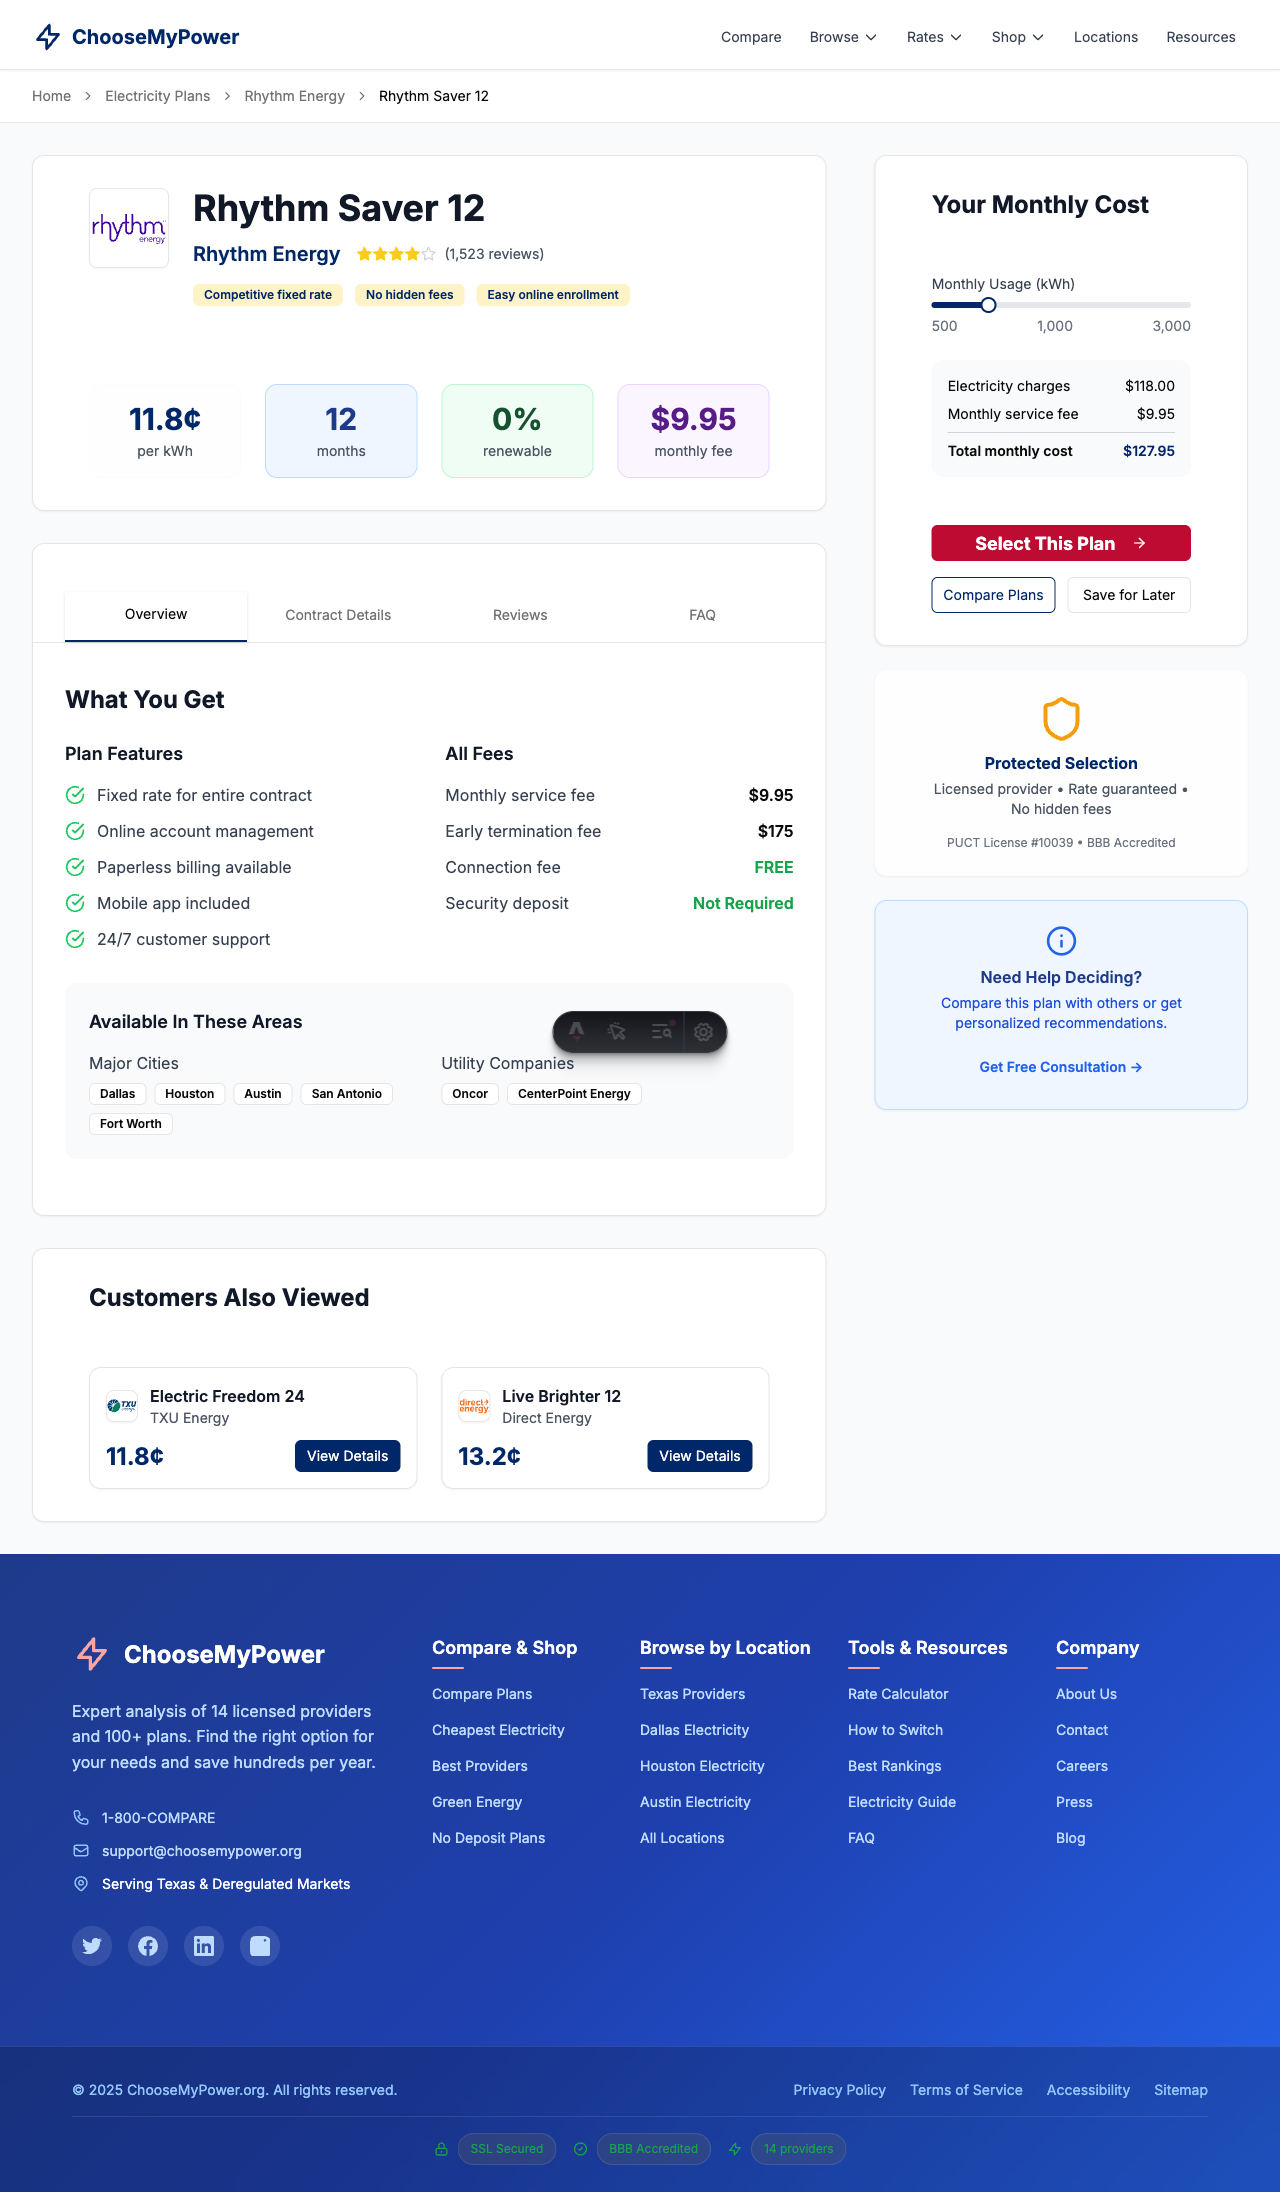 ChooseMyPower
Compare
Browse
Rates
Shop
Locations
Resources
Home
Electricity Plans
Rhythm Energy
Rhythm Saver 12
rhythm
energy
Rhythm Saver 12
Rhythm Energy
(1,523 reviews)
Competitive fixed rate
No hidden fees
Easy online enrollment
11.8¢
per kWh
12
months
0%
renewable
$9.95
monthly fee
Your Monthly Cost
Monthly Usage (kWh)
500
1,000
3,000
Electricity charges
$118.00
Monthly service fee
$9.95
Total monthly cost
$127.95
Select This Plan
Compare Plans
Save for Later
Protected Selection
Licensed provider • Rate guaranteed •
No hidden fees
PUCT License #10039 • BBB Accredited
Need Help Deciding?
Compare this plan with others or get
personalized recommendations.
Get Free Consultation →
Overview
Contract Details
Reviews
FAQ
What You Get
Plan Features
Fixed rate for entire contract
Online account management
Paperless billing available
Mobile app included
24/7 customer support
All Fees
Monthly service fee
$9.95
Early termination fee
$175
Connection fee
FREE
Security deposit
Not Required
Available In These Areas
Major Cities
Dallas
Houston
Austin
San Antonio
Fort Worth
Utility Companies
Oncor
CenterPoint Energy
Customers Also Viewed
TXU
energy
Electric Freedom 24
TXU Energy
11.8¢
View Details
direct
energy
Live Brighter 12
Direct Energy
13.2¢
View Details
ChooseMyPower
Expert analysis of 14 licensed providers
and 100+ plans. Find the right option for
your needs and save hundreds per year.
1-800-COMPARE
support@choosemypower.org
Serving Texas & Deregulated Markets
Compare & Shop
Compare Plans
Cheapest Electricity
Best Providers
Green Energy
No Deposit Plans
Browse by Location
Texas Providers
Dallas Electricity
Houston Electricity
Austin Electricity
All Locations
Tools & Resources
Rate Calculator
How to Switch
Best Rankings
Electricity Guide
FAQ
Company
About Us
Contact
Careers
Press
Blog
© 2025 ChooseMyPower.org. All rights reserved.
Privacy Policy
Terms of Service
Accessibility
Sitemap
SSL Secured
BBB Accredited
14 providers